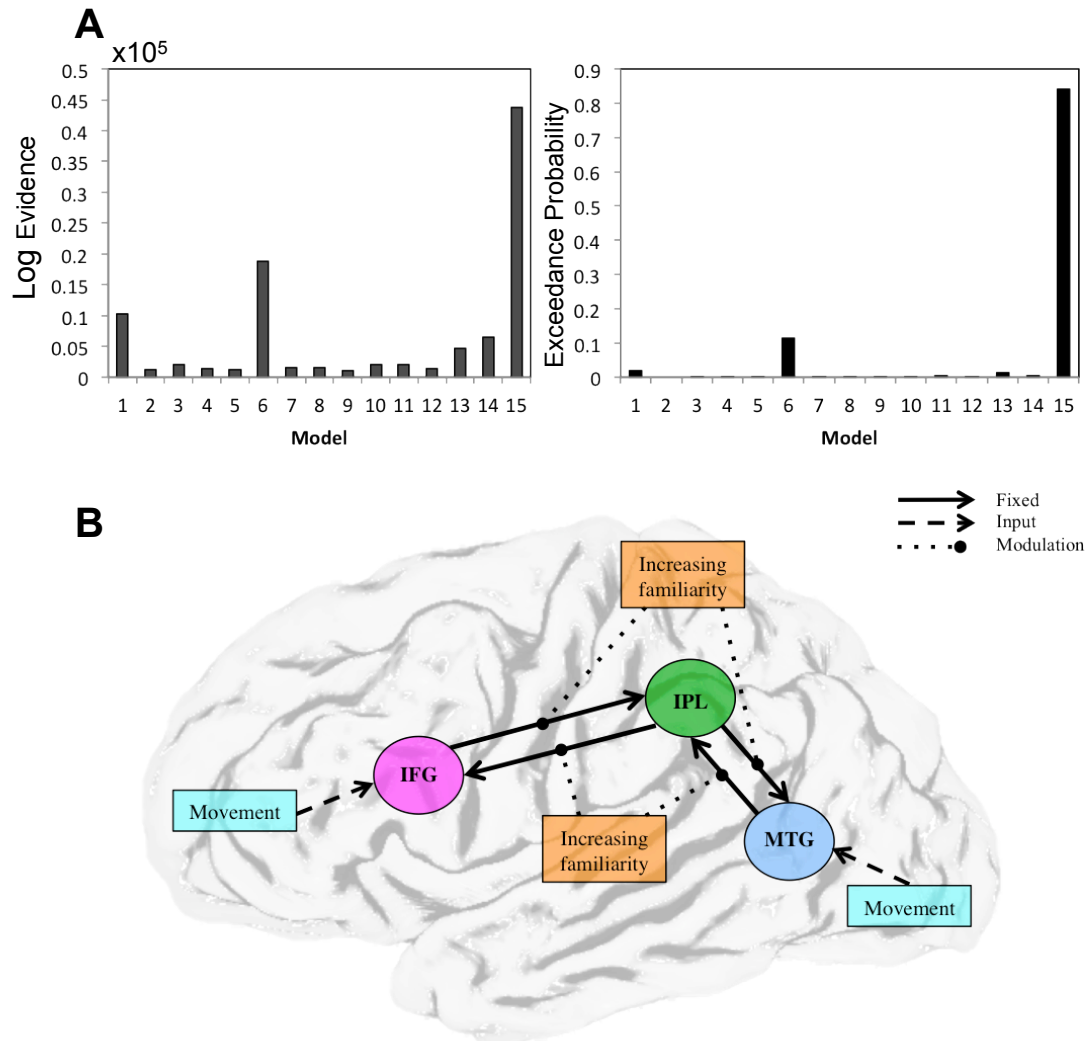 A
x10⁵
Log Evidence
0.5
0.45
0.4
0.35
0.3
0.25
0.2
0.15
0.1
0.05
0
1 2 3 4 5 6 7 8 9 10 11 12 13 14 15
Model
Exceedance Probability
0.9
0.8
0.7
0.6
0.5
0.4
0.3
0.2
0.1
0
1 2 3 4 5 6 7 8 9 10 11 12 13 14 15
Model
B
Fixed
Input
Modulation
Increasing
familiarity
IPL
IFG
Movement
Increasing
familiarity
MTG
Movement